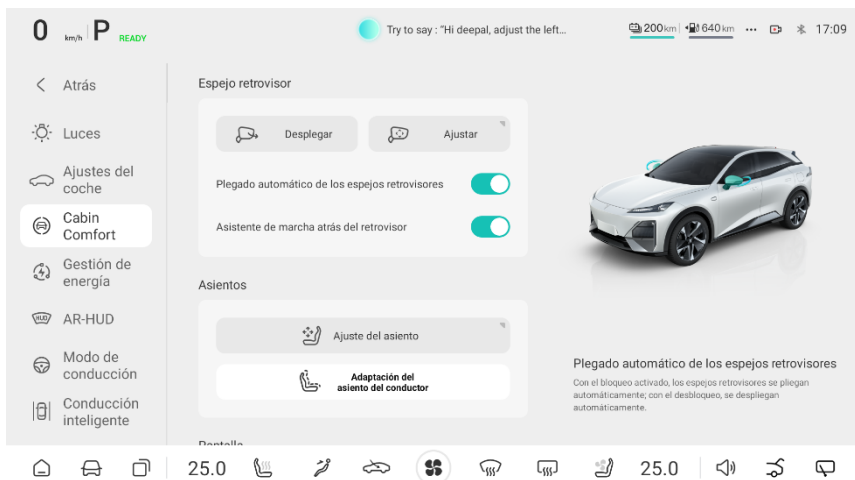 0 km/h P READY
Try to say : "Hi deepal, adjust the left...
200km 640km ... 17:09
Atrás
Luces
Ajustes del
coche
Cabin
Comfort
Gestión de
energía
HUD AR-HUD
Modo de
conducción
Conducción
inteligente
Espejo retrovisor
Desplegar
Ajustar
Plegado automático de los espejos retrovisores
Asistente de marcha atrás del retrovisor
Asientos
Ajuste del asiento
Adaptación del
asiento del conductor
Pantalla
Plegado automático de los espejos retrovisores
Con el bloqueo activado, los espejos retrovisores se pliegan
automáticamente; con el desbloqueo, se despliegan
automáticamente.
25.0
25.0